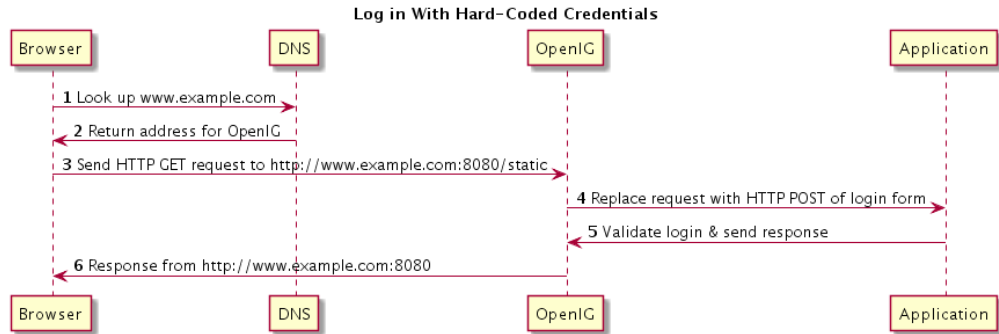 Log in With Hard-Coded Credentials
Browser DNS OpenIG Application
1 Look up www.example.com
2 Return address for OpenIG
3 Send HTTP GET request to http://www.example.com:8080/static
4 Replace request with HTTP POST of login form
5 Validate login & send response
6 Response from http://www.example.com:8080
Browser DNS OpenIG Application